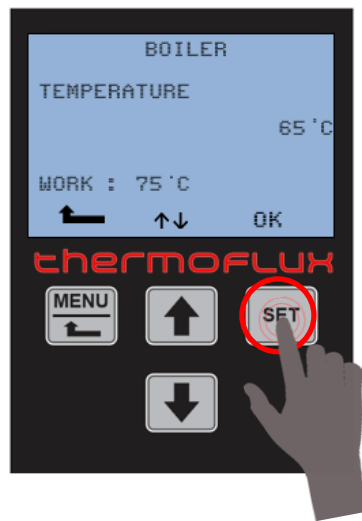 BOILER
TEMPERATURE
65°C
WORK : 75°C
↑↓ OK
thermoflux
MENU
SET